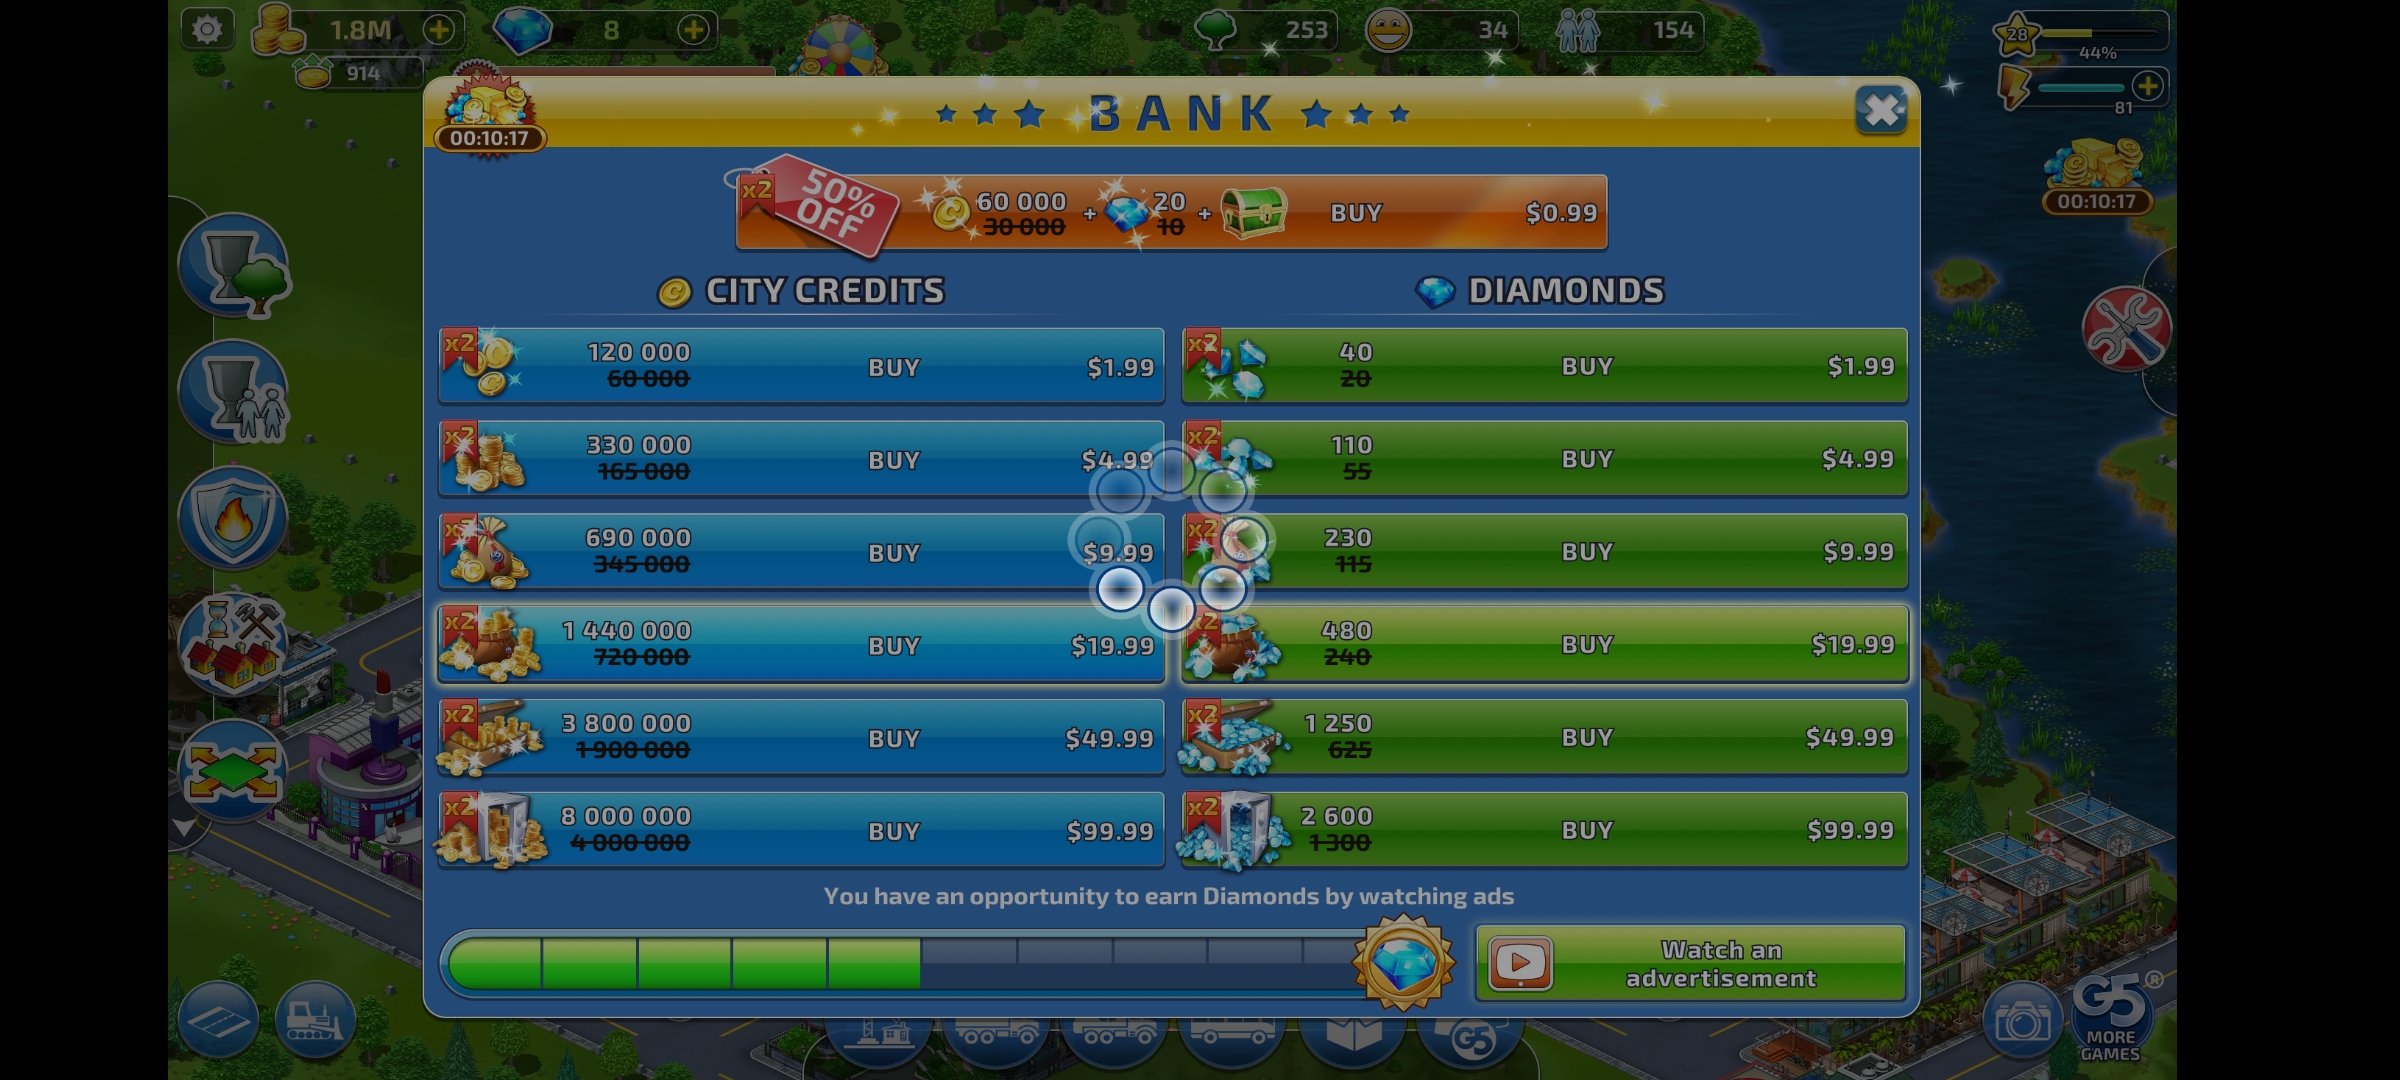 1.8M
8
253
34
154
28
44%
914
81
BANK
00:10:17
00:10:17
x2
50%
OFF
60 000
30 000
+
20
10
+
BUY
$0.99
CITY CREDITS
DIAMONDS
x2
120 000
60 000
BUY
$1.99
x2
40
20
BUY
$1.99
x2
330 000
165 000
BUY
$4.99
x2
110
55
BUY
$4.99
x2
690 000
345 000
BUY
$9.99
x2
230
115
BUY
$9.99
x2
1 440 000
720 000
BUY
$19.99
x2
480
240
BUY
$19.99
x2
3 800 000
1 900 000
BUY
$49.99
x2
1 250
625
BUY
$49.99
x2
8 000 000
4 000 000
BUY
$99.99
x2
2 600
1 300
BUY
$99.99
You have an opportunity to earn Diamonds by watching ads
Watch an
advertisement
G5
G5®
MORE
GAMES